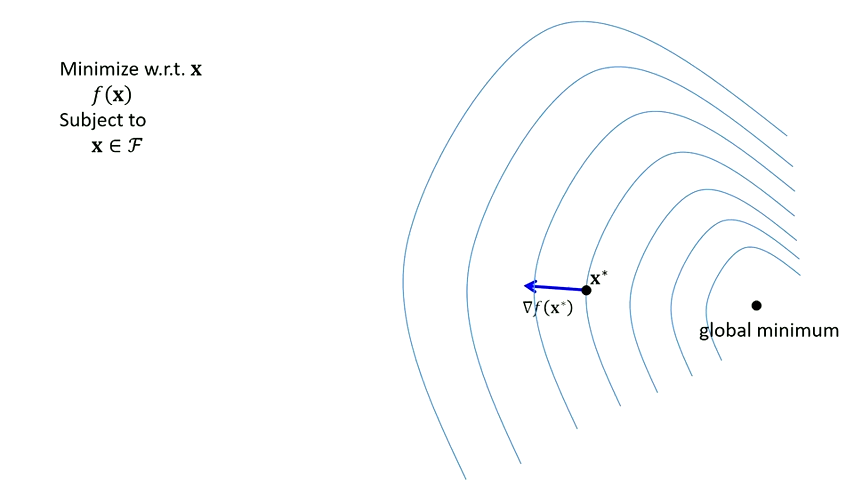 Minimize w.r.t. 𝐱
f(𝐱)
Subject to
𝐱 ∈ ℱ
𝐱*
∇f(𝐱*)
global minimum